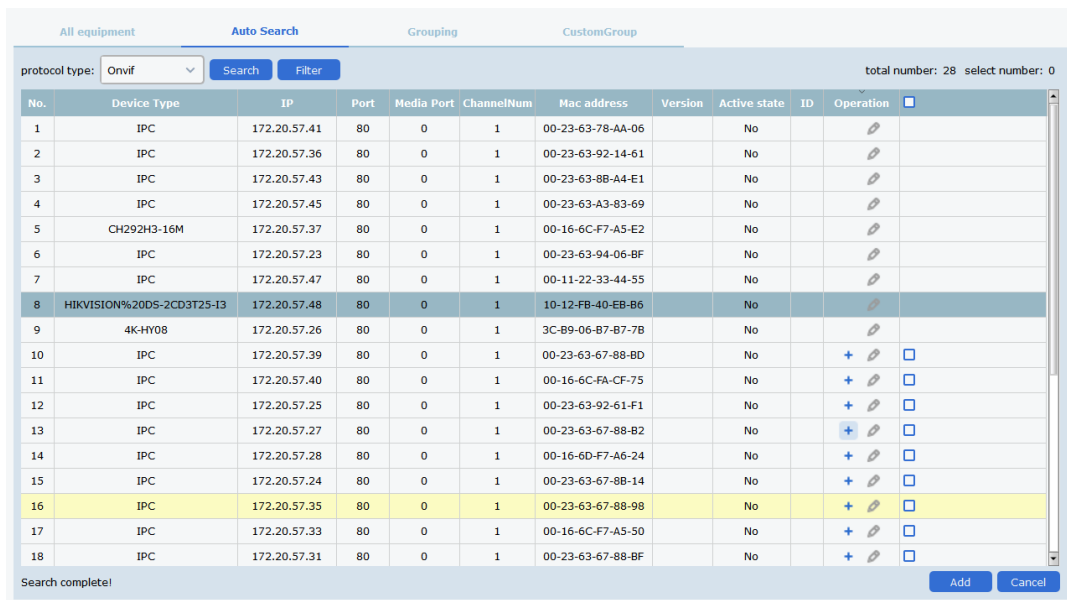 All equipment Auto Search Grouping CustomGroup
protocol type: Onvif Search Filter total number: 28 select number: 0
No. Device Type IP Port Media Port ChannelNum Mac address Version Active state ID Operation
1 IPC 172.20.57.41 80 0 1 00-23-63-78-AA-06 No
2 IPC 172.20.57.36 80 0 1 00-23-63-92-14-61 No
3 IPC 172.20.57.43 80 0 1 00-23-63-8B-A4-E1 No
4 IPC 172.20.57.45 80 0 1 00-23-63-A3-83-69 No
5 CH292H3-16M 172.20.57.37 80 0 1 00-16-6C-F7-A5-E2 No
6 IPC 172.20.57.23 80 0 1 00-23-63-94-06-BF No
7 IPC 172.20.57.47 80 0 1 00-11-22-33-44-55 No
8 HIKVISION%20DS-2CD3T25-I3 172.20.57.48 80 0 1 10-12-FB-40-EB-B6 No
9 4K-HY08 172.20.57.26 80 0 1 3C-B9-06-B7-B7-7B No
10 IPC 172.20.57.39 80 0 1 00-23-63-67-88-BD No +
11 IPC 172.20.57.40 80 0 1 00-16-6C-FA-CF-75 No +
12 IPC 172.20.57.25 80 0 1 00-23-63-92-61-F1 No +
13 IPC 172.20.57.27 80 0 1 00-23-63-67-88-B2 No +
14 IPC 172.20.57.28 80 0 1 00-16-6D-F7-A6-24 No +
15 IPC 172.20.57.24 80 0 1 00-23-63-67-8B-14 No +
16 IPC 172.20.57.35 80 0 1 00-23-63-67-88-98 No +
17 IPC 172.20.57.33 80 0 1 00-16-6C-F7-A5-50 No +
18 IPC 172.20.57.31 80 0 1 00-23-63-67-88-BF No +
Search complete! Add Cancel